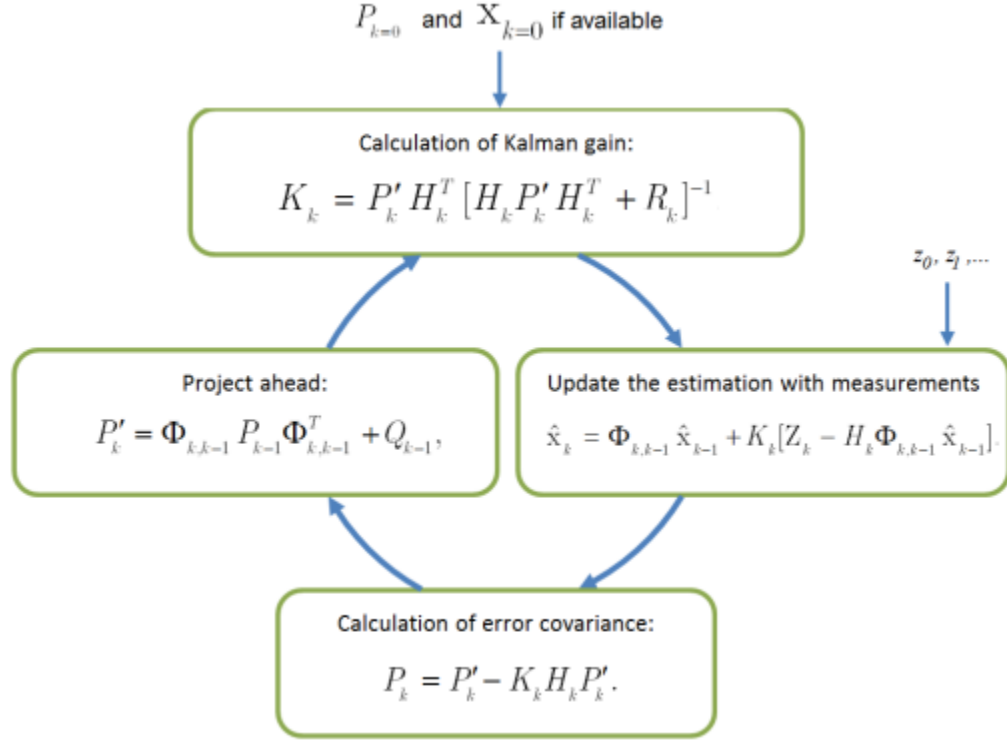 P_{k=0} and X_{k=0} if available
Calculation of Kalman gain:
K_k = P'_k H_k^T [H_k P'_k H_k^T + R_k]^{-1}
z_0, z_1 ,...
Project ahead:
P'_k = Φ_{k,k-1} P_{k-1} Φ_{k,k-1}^T + Q_{k-1},
Update the estimation with measurements
x̂_k = Φ_{k,k-1} x̂_{k-1} + K_k[Z_k − H_k Φ_{k,k-1} x̂_{k-1}].
Calculation of error covariance:
P_k = P'_k − K_k H_k P'_k.